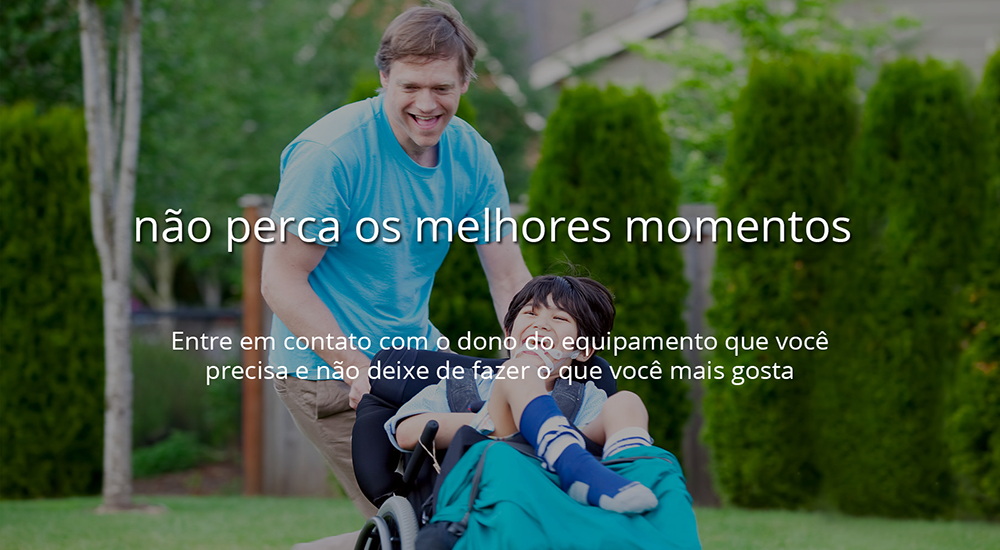 não perca os melhores momentos
Entre em contato com o dono do equipamento que você
precisa e não deixe de fazer o que você mais gosta